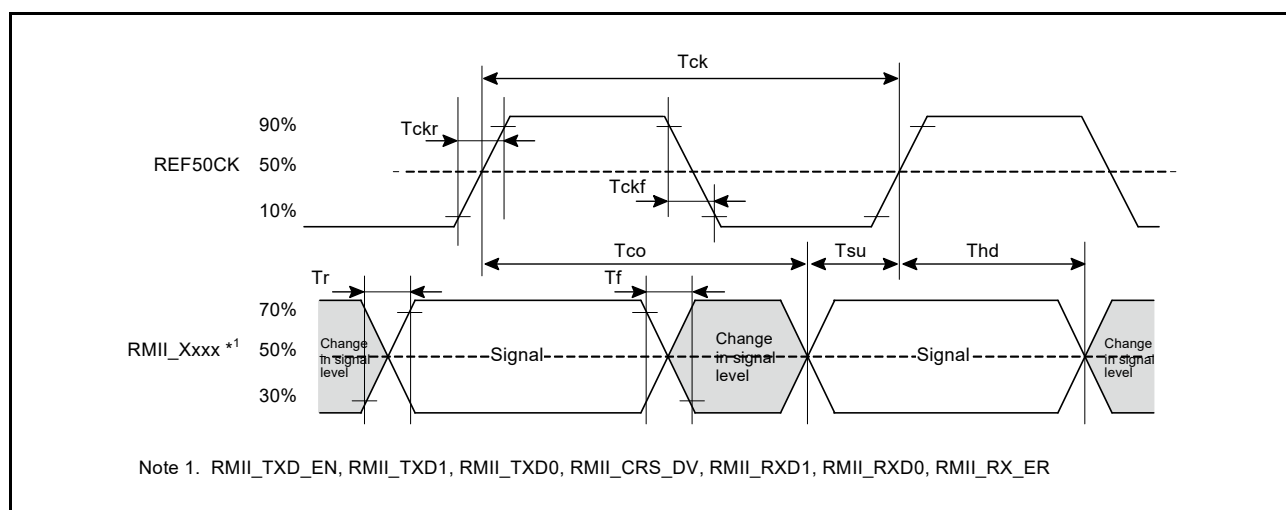 Tck
90%
Tckr
REF50CK 50%
Tckf
10%
Tco Tsu Thd
Tr Tf
70%
Change
in signal
level
RMII_Xxxx *1 50%
Signal
Change
in signal
level
Signal
Change
in signal
level
30%
Note 1. RMII_TXD_EN, RMII_TXD1, RMII_TXD0, RMII_CRS_DV, RMII_RXD1, RMII_RXD0, RMII_RX_ER